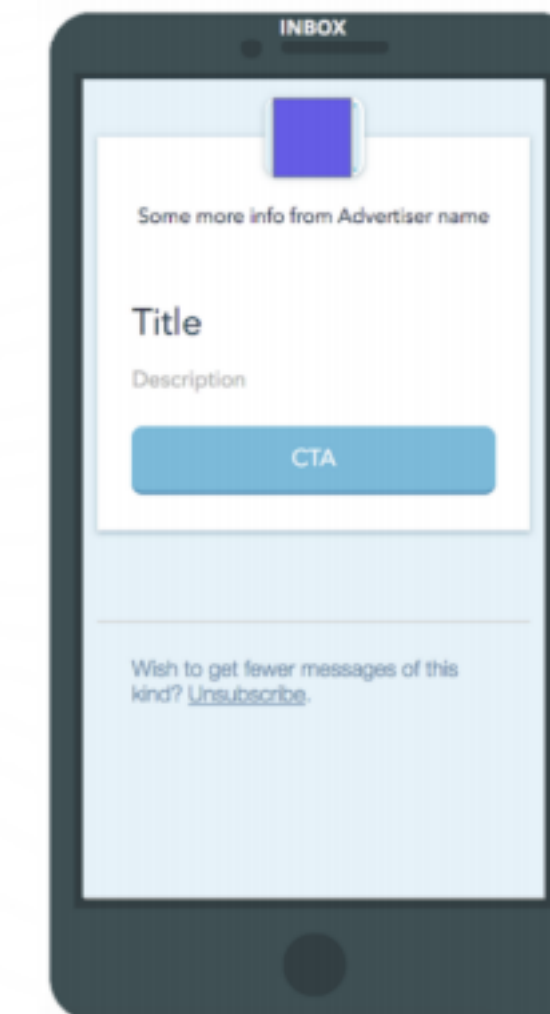 INBOX
Some more info from Advertiser name
Title
Description
CTA
Wish to get fewer messages of this
kind? Unsubscribe.